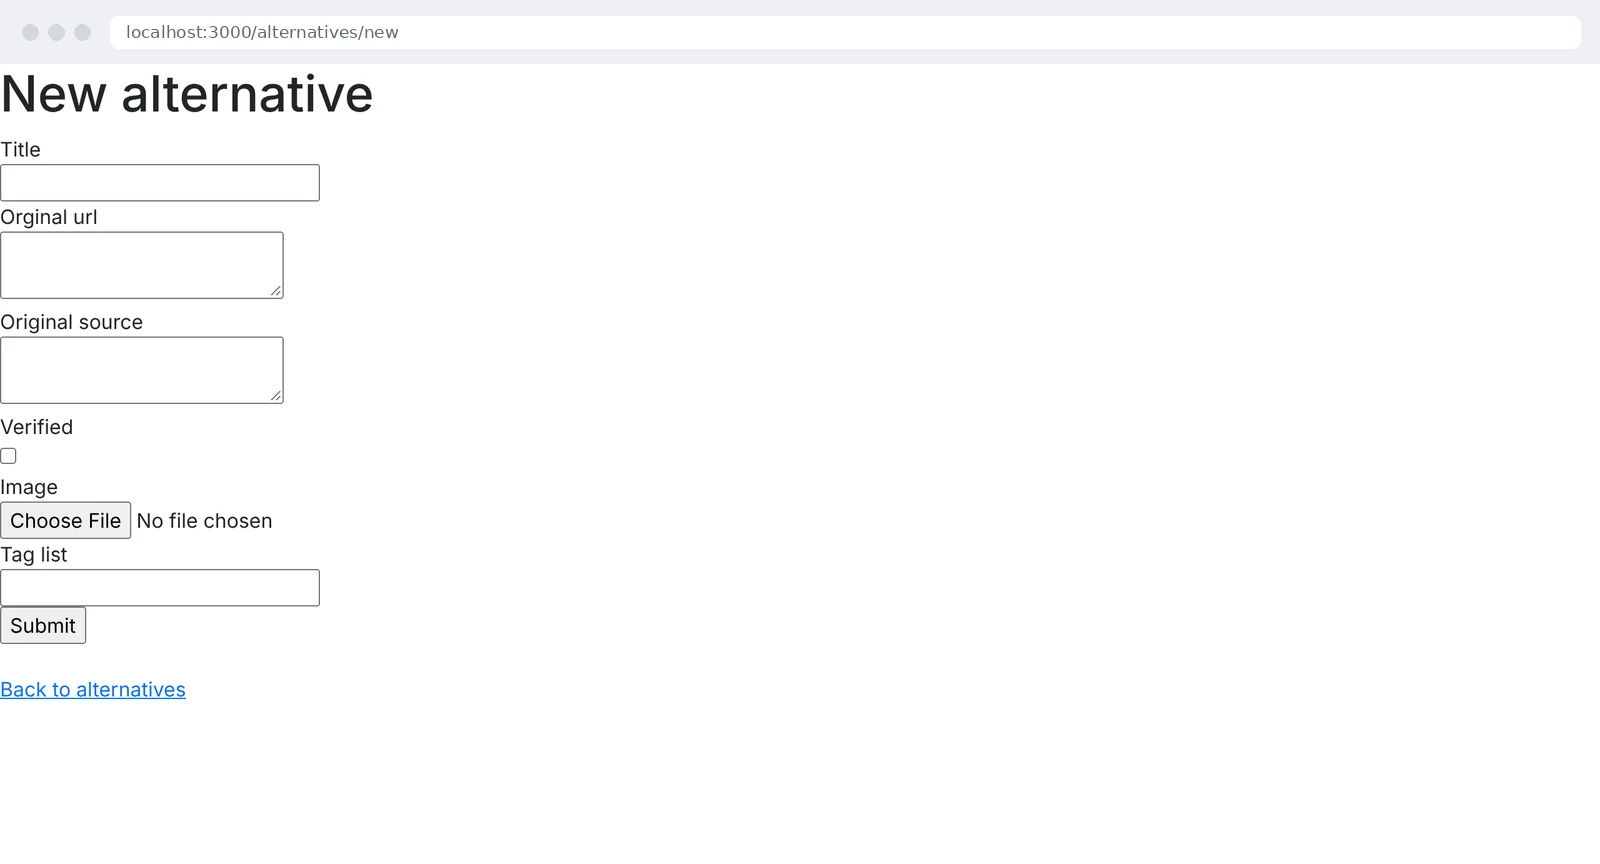 localhost:3000/alternatives/new
New alternative
Title
Orginal url
Original source
Verified
Image
Choose File No file chosen
Tag list
Submit
Back to alternatives